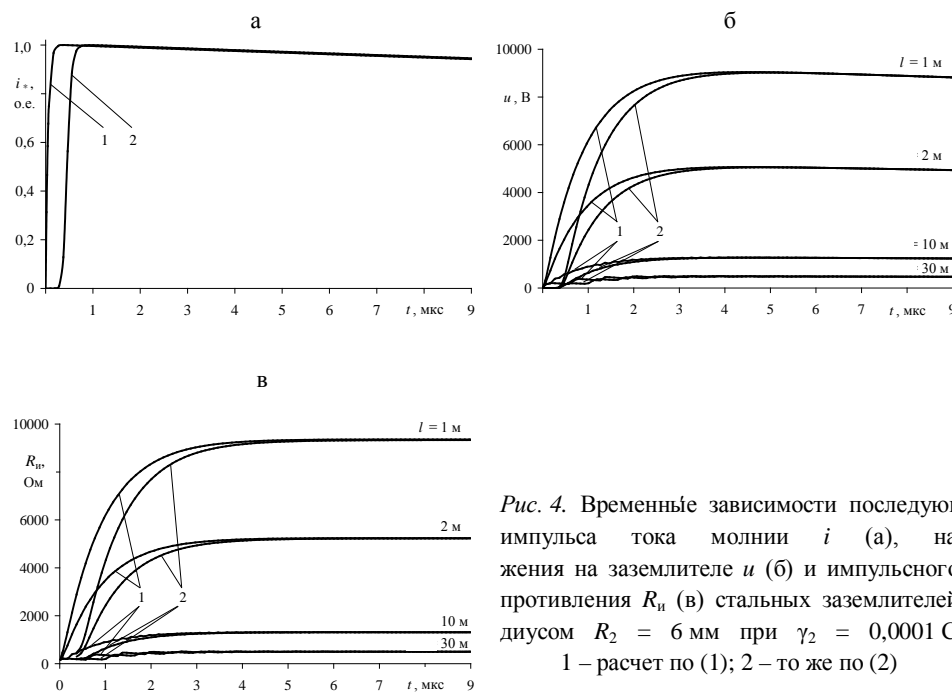 а
1,0
i *,
о.е.
0,6
0,4
0,2
0
1 2
1 2 3 4 5 6 7 t , мкс 9
б
10000
u , В
6000
4000
2000
0
l = 1 м
2 м
= 10 м
30 м
1 2
1 2 3 4 5 6 7 t , мкс 9
в
10000
Rи,
Ом
6000
4000
2000
0
l = 1 м
2 м
10 м
30 м
1 2
0 1 2 3 4 5 6 7 t , мкс 9
Рис. 4. Временны́е зависимости последую
импульса тока молнии i (а), на
жения на заземлителе u (б) и импульсного
противления Rи (в) стальных заземлителей
диусом R2 = 6 мм при γ2 = 0,0001 С
1 – расчет по (1); 2 – то же по (2)